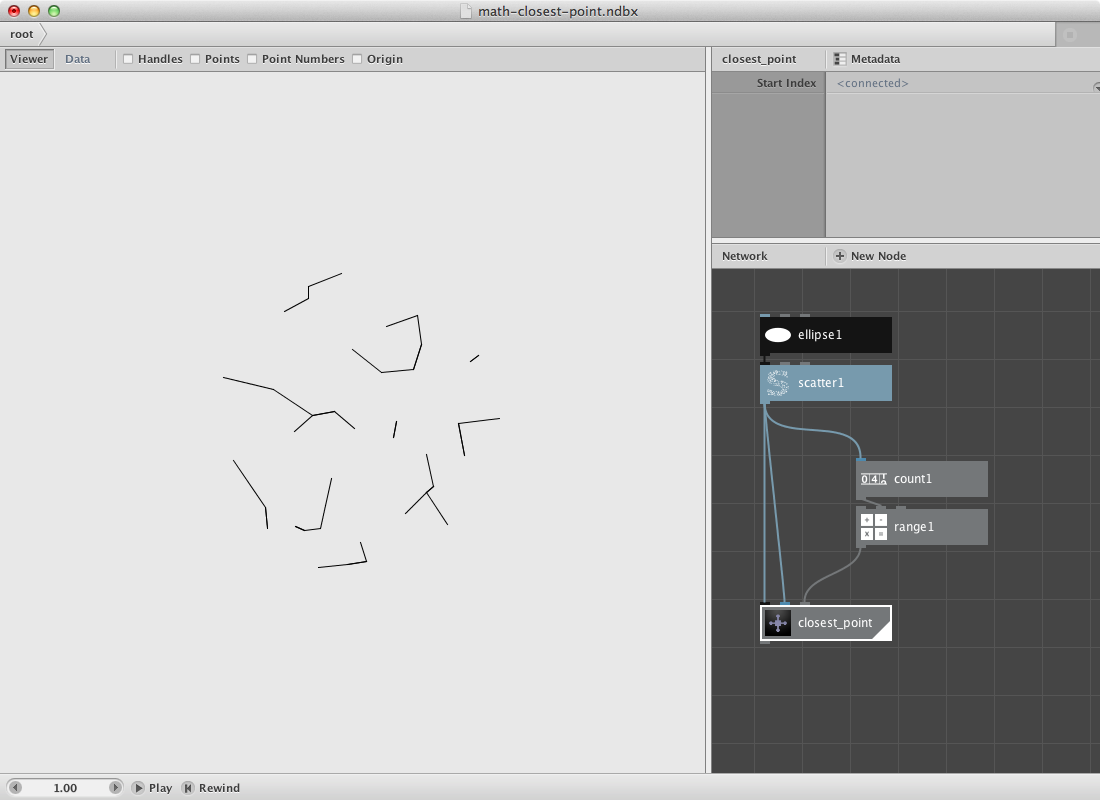 math-closest-point.ndbx
root
Viewer Data Handles Points Point Numbers Origin
closest_point Metadata
Start Index <connected>
Network New Node
ellipse1
scatter1
count1
range1
closest_point
1.00 Play Rewind